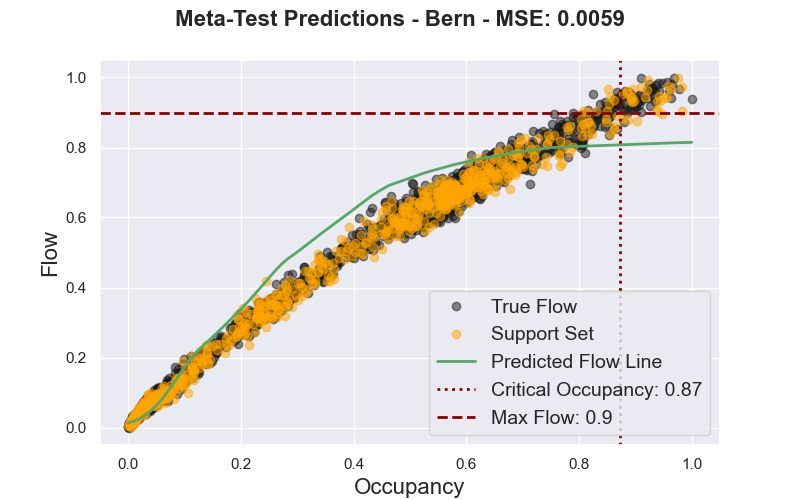 Meta-Test Predictions - Bern - MSE: 0.0059
1.0
0.8
0.6
0.4
0.2
0.0
Flow
True Flow
Support Set
Predicted Flow Line
Critical Occupancy: 0.87
Max Flow: 0.9
0.0 0.2 0.4 0.6 0.8 1.0
Occupancy